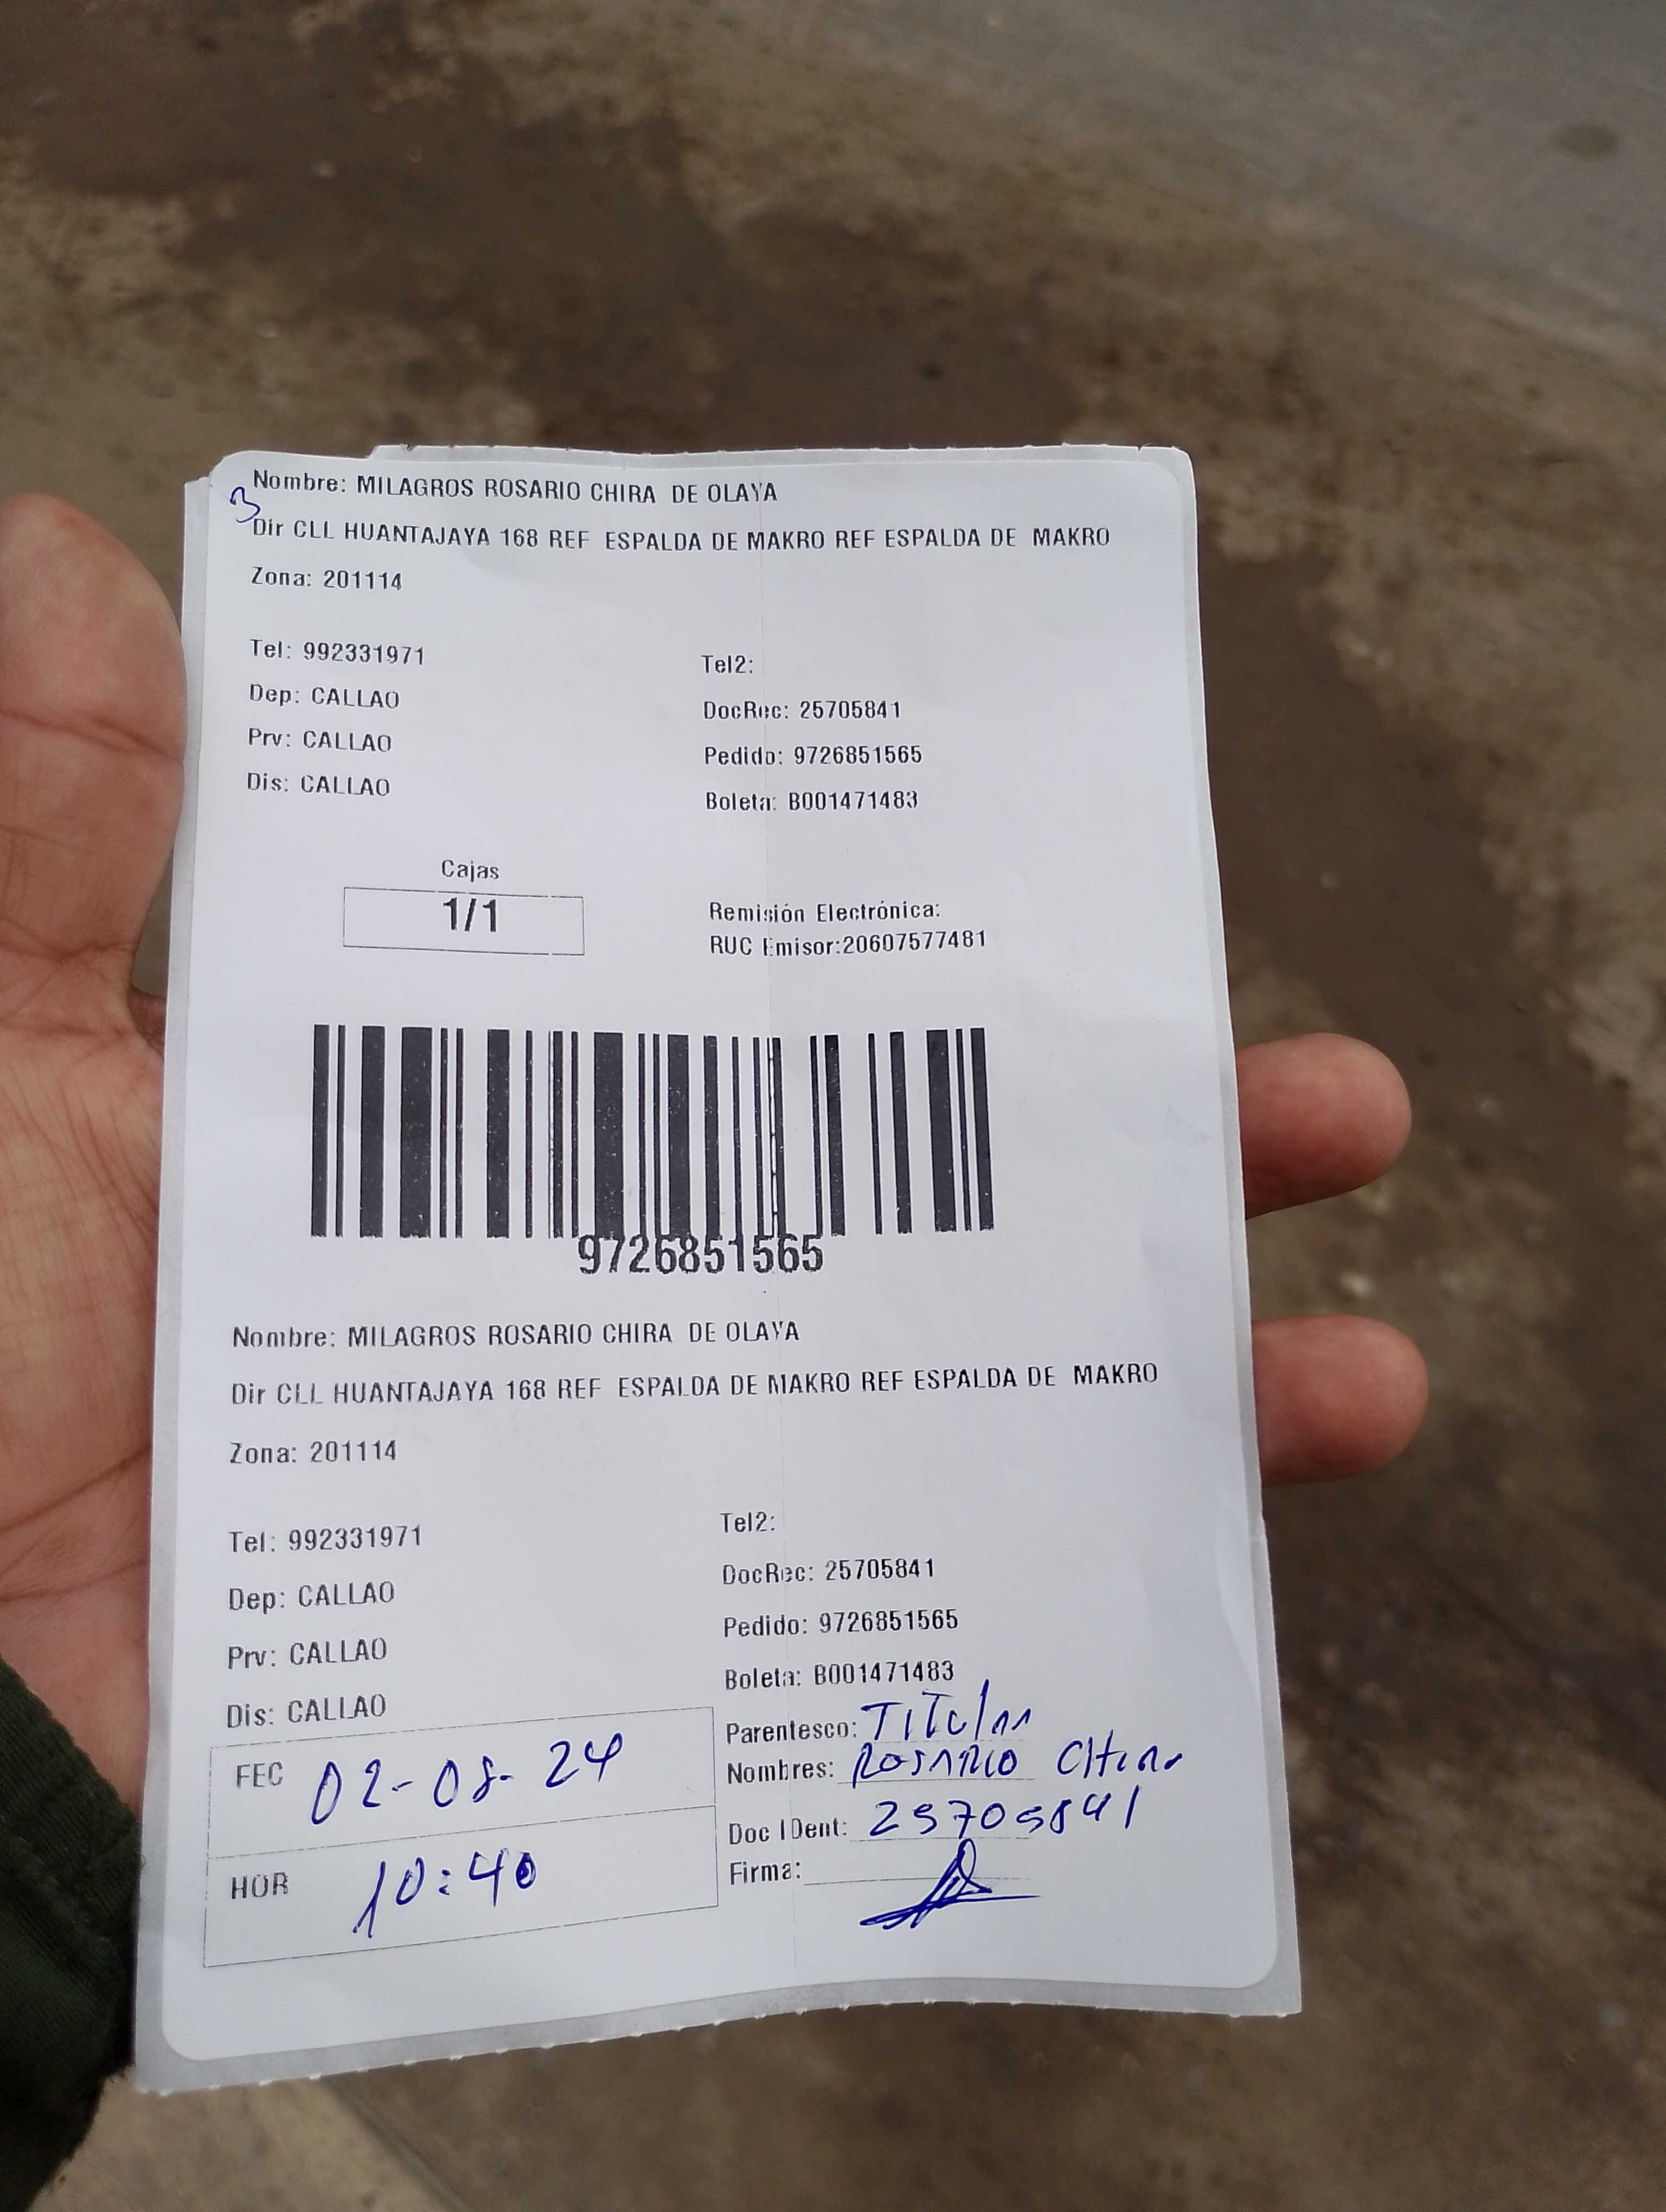 Nombre: MILAGROS ROSARIO CHIRA DE OLAYA
3
Dir CLL HUANTAJAYA 168 REF ESPALDA DE MAKRO REF ESPALDA DE MAKRO
Zona: 201114
Tel: 992331971
Tel2:
Dep: CALLAO
DocRec: 25705841
Prv: CALLAO
Pedido: 9726851565
Dis: CALLAO
Boleta: B001471483
Cajas
1/1
Remisión Electrónica:
RUC Emisor:20607577481
9726851565
Nombre: MILAGROS ROSARIO CHIRA DE OLAYA
Dir CLL HUANTAJAYA 168 REF ESPALDA DE MAKRO REF ESPALDA DE MAKRO
Zona: 201114
Tel: 992331971
Tel2:
Dep: CALLAO
DocRec: 25705841
Prv: CALLAO
Pedido: 9726851565
Dis: CALLAO
Boleta: B001471483
FEC 02-08-24
HOR 10:40
Parentesco: Titular
Nombres: Rosario Chira
Doc IDent: 25705841
Firma: